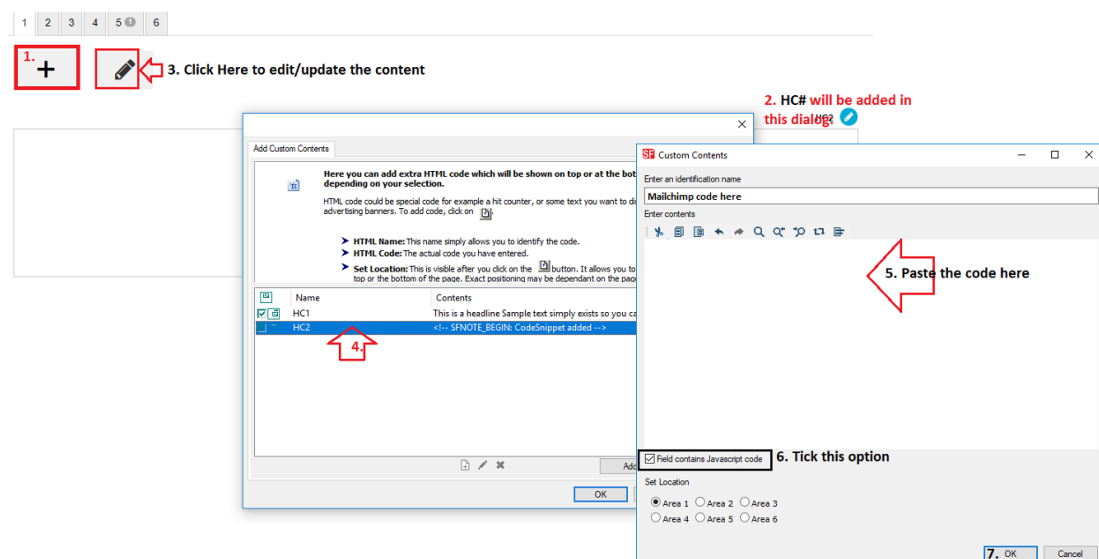 1 2 3 4 5 1 6
1.
+
3. Click Here to edit/update the content
2. HC# will be added in
this dialog.
Add Custom Contents
Here you can add extra HTML code which will be shown on top or at the bot
depending on your selection.
HTML code could be special code for example a hit counter, or some text you want to di
advertising banners. To add code, click on
HTML Name: This name simply allows you to identify the code.
HTML Code: The actual code you have entered.
Set Location: This is visible after you click on the button. It allows you to
top or the bottom of the page. Exact positioning may be dependant on the pag
Name Contents
HC1 This is a headline Sample text simply exists so you ca
HC2 <!-- SFNOTE_BEGIN: CodeSnippet added -->
4.
Add
OK
SF Custom Contents
Enter an identification name
Mailchimp code here
Enter contents
5. Paste the code here
Field contains Javascript code
6. Tick this option
Set Location
Area 1 Area 2 Area 3
Area 4 Area 5 Area 6
7. OK Cancel